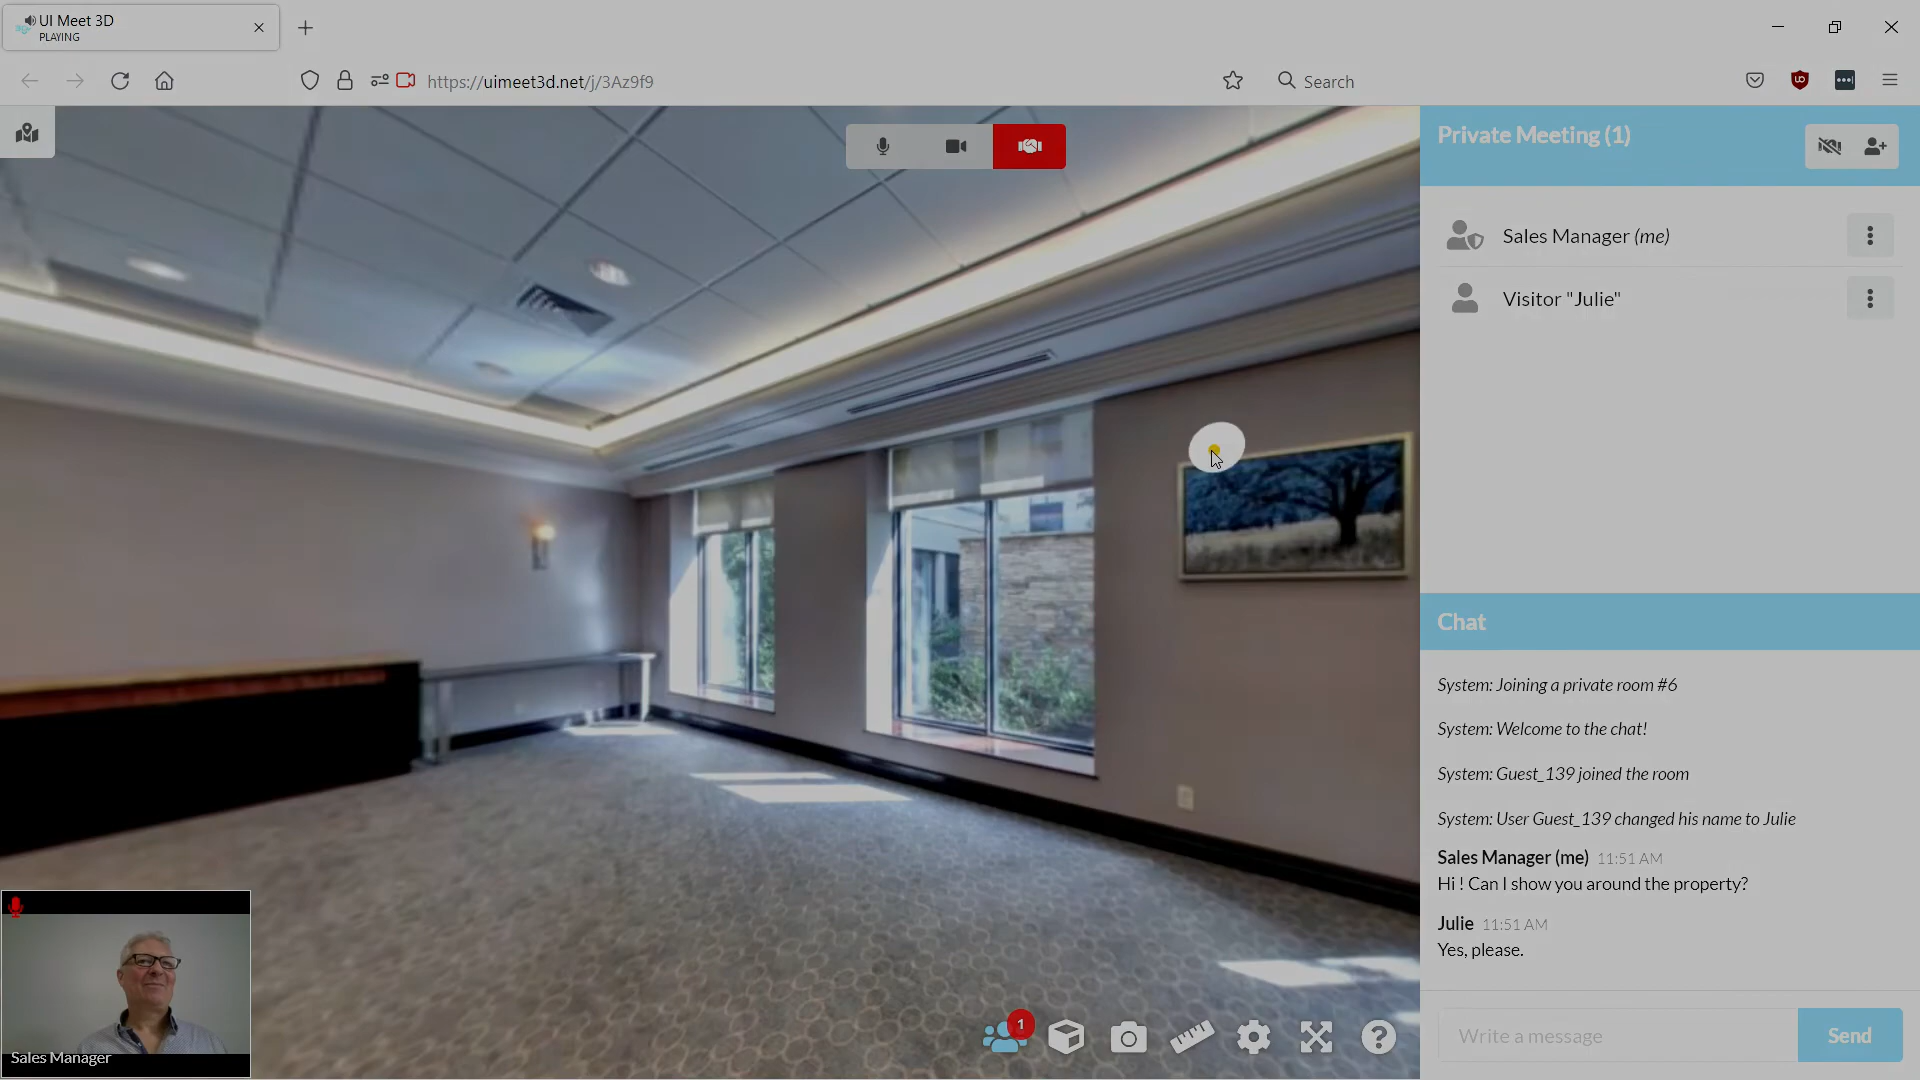 UI Meet 3D
PLAYING
https://uimeet3d.net/j/3Az9f9
Search
Private Meeting (1)
Sales Manager (me)
Visitor "Julie"
Chat
System: Joining a private room #6
System: Welcome to the chat!
System: Guest_139 joined the room
System: User Guest_139 changed his name to Julie
Sales Manager (me) 11:51 AM
Hi ! Can I show you around the property?
Julie 11:51 AM
Yes, please.
Sales Manager
1
Write a message
Send